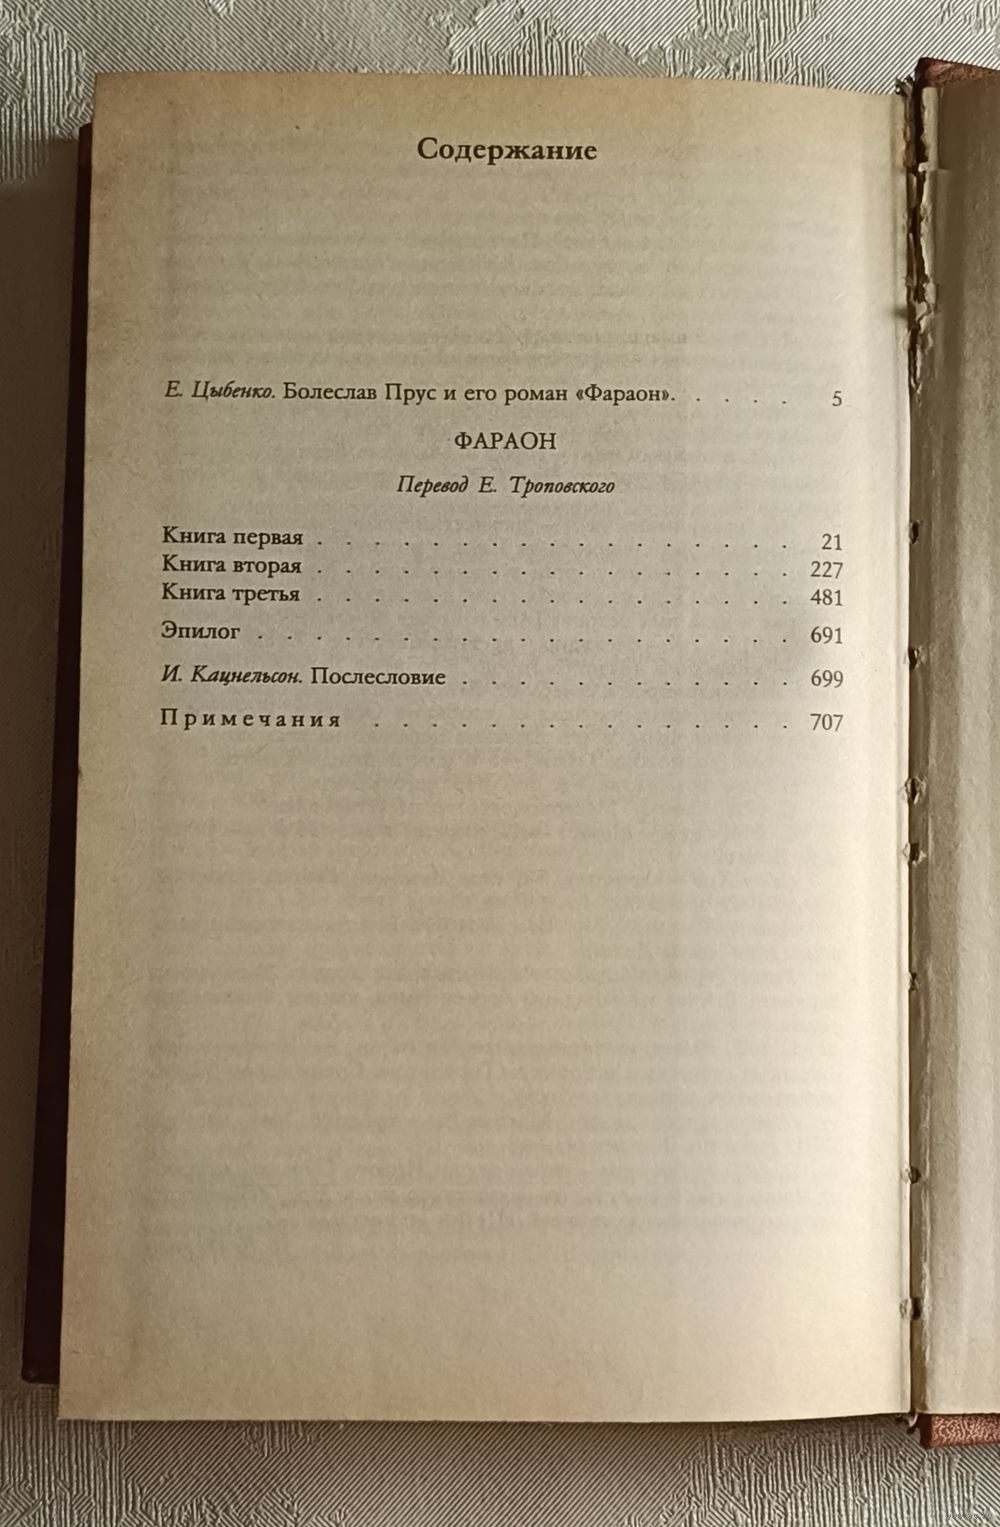 Содержание
Е. Цыбенко. Болеслав Прус и его роман «Фараон». . . . . 5
ФАРАОН
Перевод Е. Троповского
Книга первая . . . . . . . . . . . . . . . . . 21
Книга вторая . . . . . . . . . . . . . . . . . 227
Книга третья . . . . . . . . . . . . . . . . . 481
Эпилог . . . . . . . . . . . . . . . . . . . 691
И. Кацнельсон. Послесловие . . . . . . . . . . . . 699
Примечания . . . . . . . . . . . . . . . 707